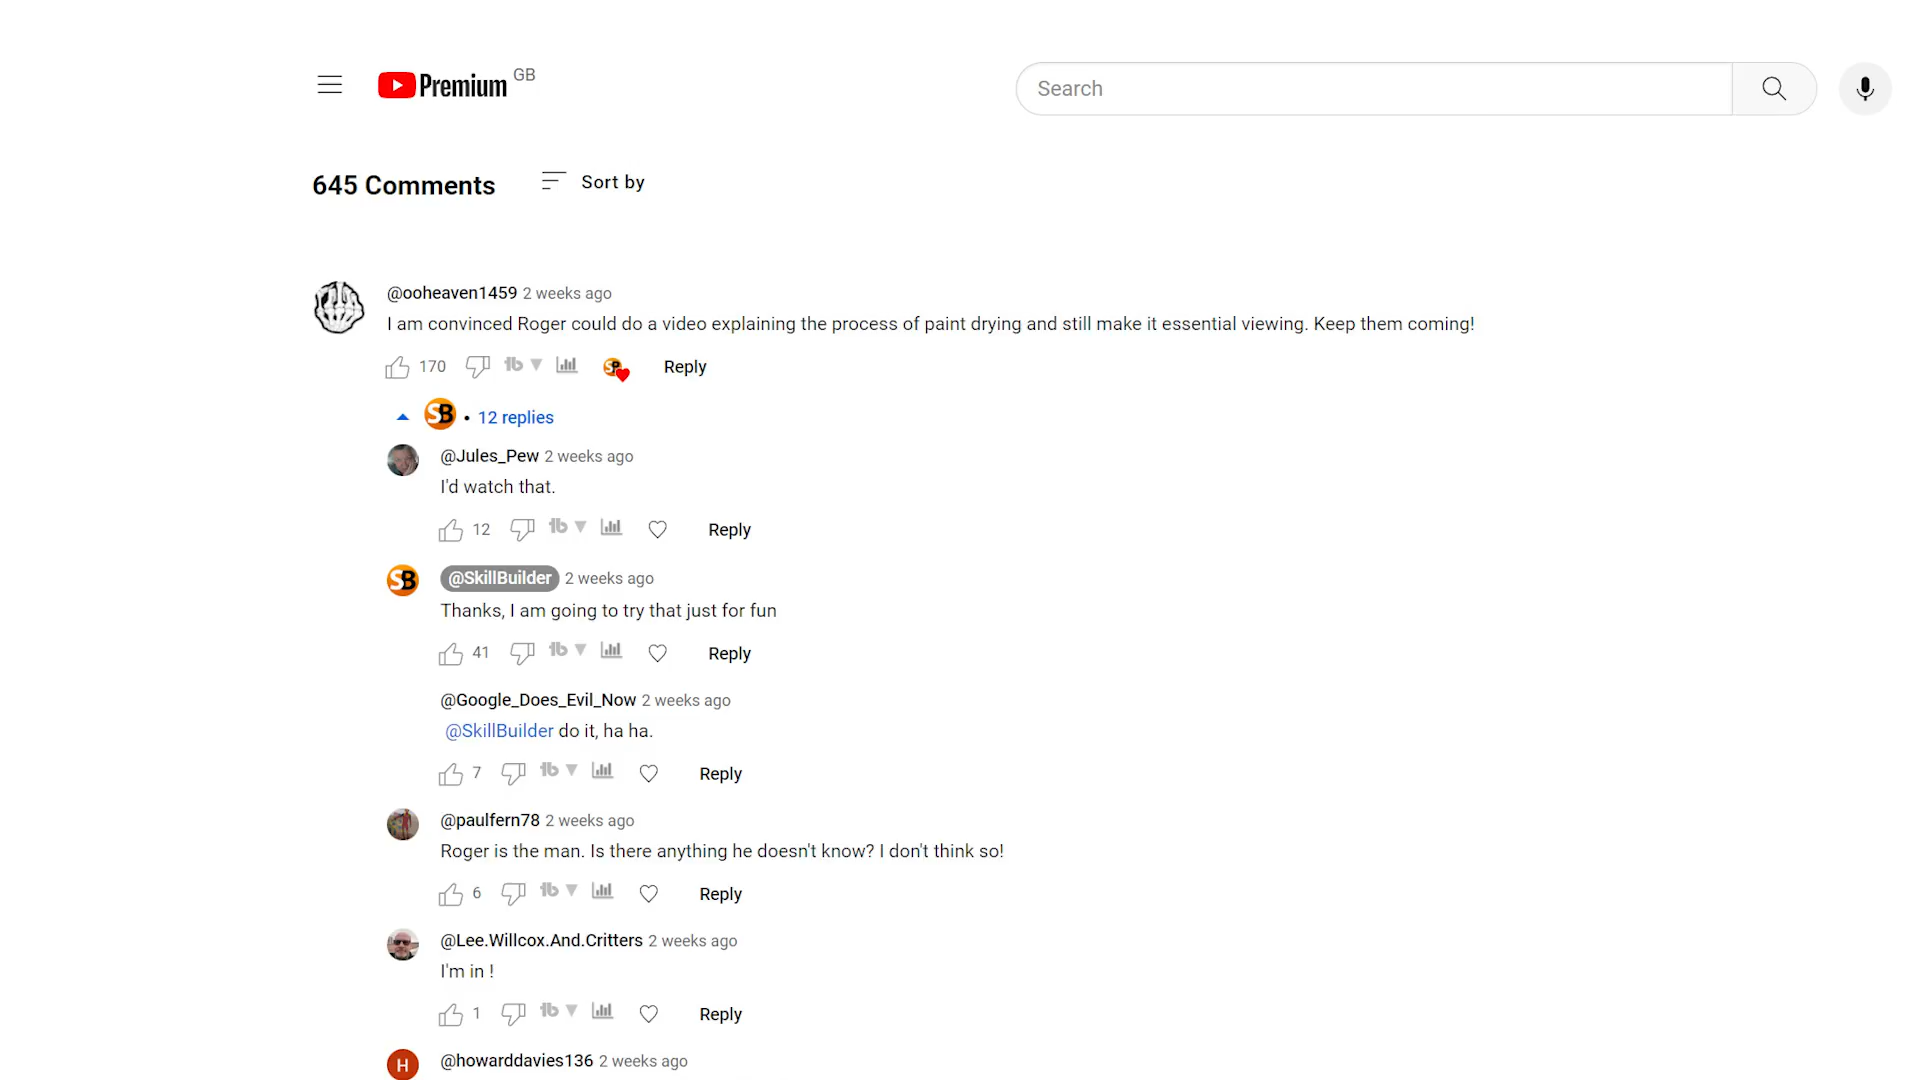 Premium GB
Search
645 Comments
Sort by
@ooheaven1459 2 weeks ago
I am convinced Roger could do a video explaining the process of paint drying and still make it essential viewing. Keep them coming!
170
Reply
SB • 12 replies
@Jules_Pew 2 weeks ago
I'd watch that.
12
Reply
SB
@SkillBuilder 2 weeks ago
Thanks, I am going to try that just for fun
41
Reply
@Google_Does_Evil_Now 2 weeks ago
@SkillBuilder do it, ha ha.
7
Reply
@paulfern78 2 weeks ago
Roger is the man. Is there anything he doesn't know? I don't think so!
6
Reply
@Lee.Willcox.And.Critters 2 weeks ago
I'm in !
1
Reply
H
@howarddavies136 2 weeks ago